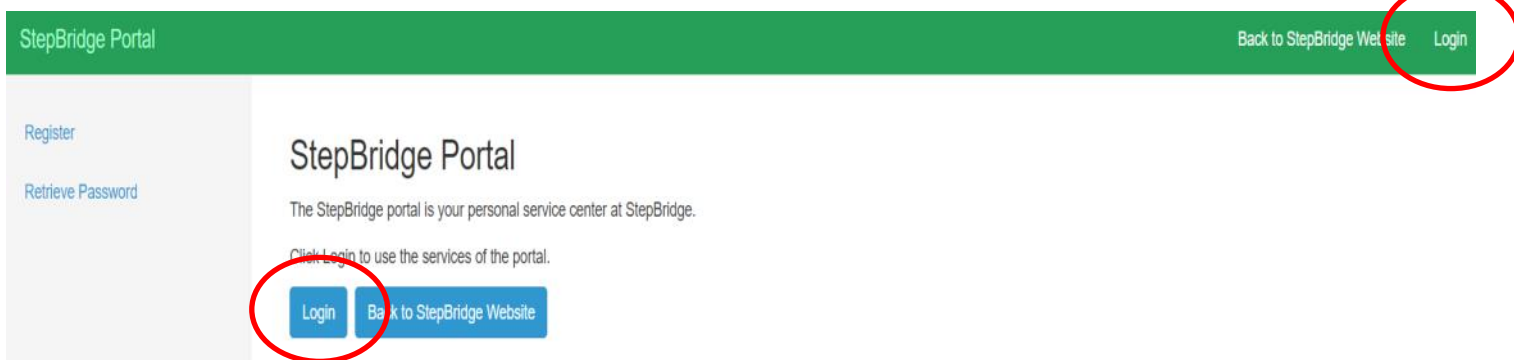 StepBridge Portal
Back to StepBridge Website
Login
Register
Retrieve Password
StepBridge Portal
The StepBridge portal is your personal service center at StepBridge.
Click Login to use the services of the portal.
Login
Back to StepBridge Website